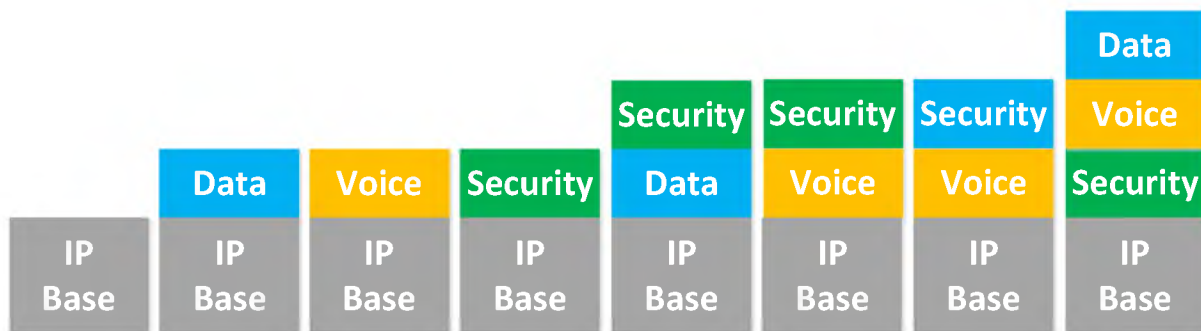 Data
Security Security Security Voice
Data Voice Security Data Voice Voice Security
IP IP IP IP IP IP IP IP
Base Base Base Base Base Base Base Base